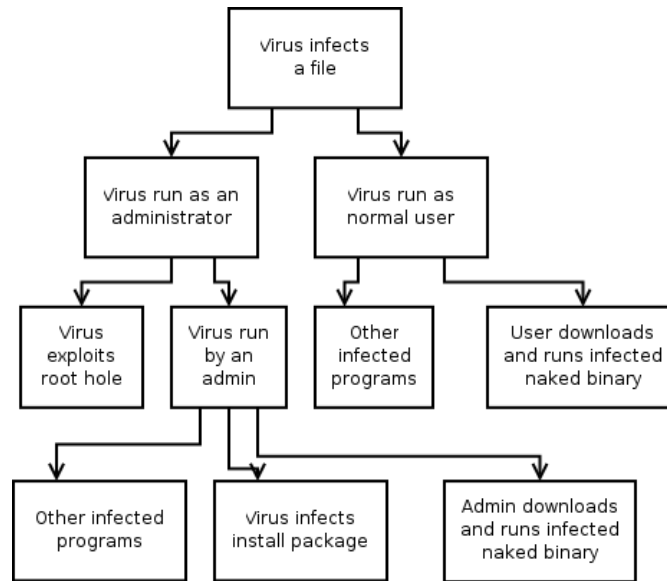 Virus infects
a file
Virus run as an
administrator
Virus run as
normal user
Virus
exploits
root hole
Virus run
by an
admin
Other
infected
programs
User downloads
and runs infected
naked binary
Other infected
programs
Virus infects
install package
Admin downloads
and runs infected
naked binary